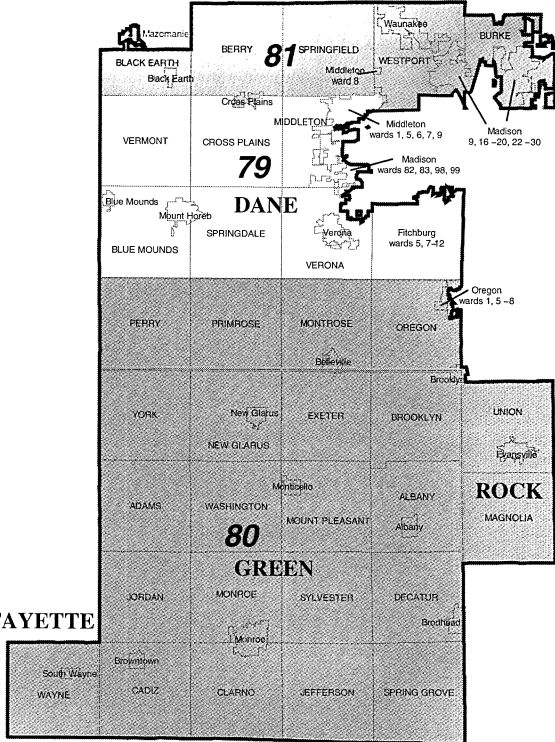 Mazomanie
Waunakee
BURKE
BERRY
81
SPRINGFIELD
WESTPORT
BLACK EARTH
Black Earth
Middleton
ward 8
Cross Plains
MIDDLETON
Middleton
wards 1, 5, 6, 7, 9
Madison
9, 16 -20, 22 -30
VERMONT
CROSS PLAINS
79
Madison
wards 82, 83, 98, 99
Blue Mounds
Mount Horeb
DANE
SPRINGDALE
Verona
Fitchburg
wards 5, 7-12
BLUE MOUNDS
VERONA
Oregon
wards 1, 5 -8
PERRY
PRIMROSE
MONTROSE
OREGON
Belleville
Brooklyn
YORK
New Glarus
EXETER
BROOKLYN
UNION
NEW GLARUS
Evansville
Monticello
ROCK
ADAMS
WASHINGTON
ALBANY
MOUNT PLEASANT
Albany
MAGNOLIA
80
GREEN
JORDAN
MONROE
SYLVESTER
DECATUR
AYETTE
Brodhead
Monroe
Browntown
South Wayne
WAYNE
CADIZ
CLARNO
JEFFERSON
SPRING GROVE